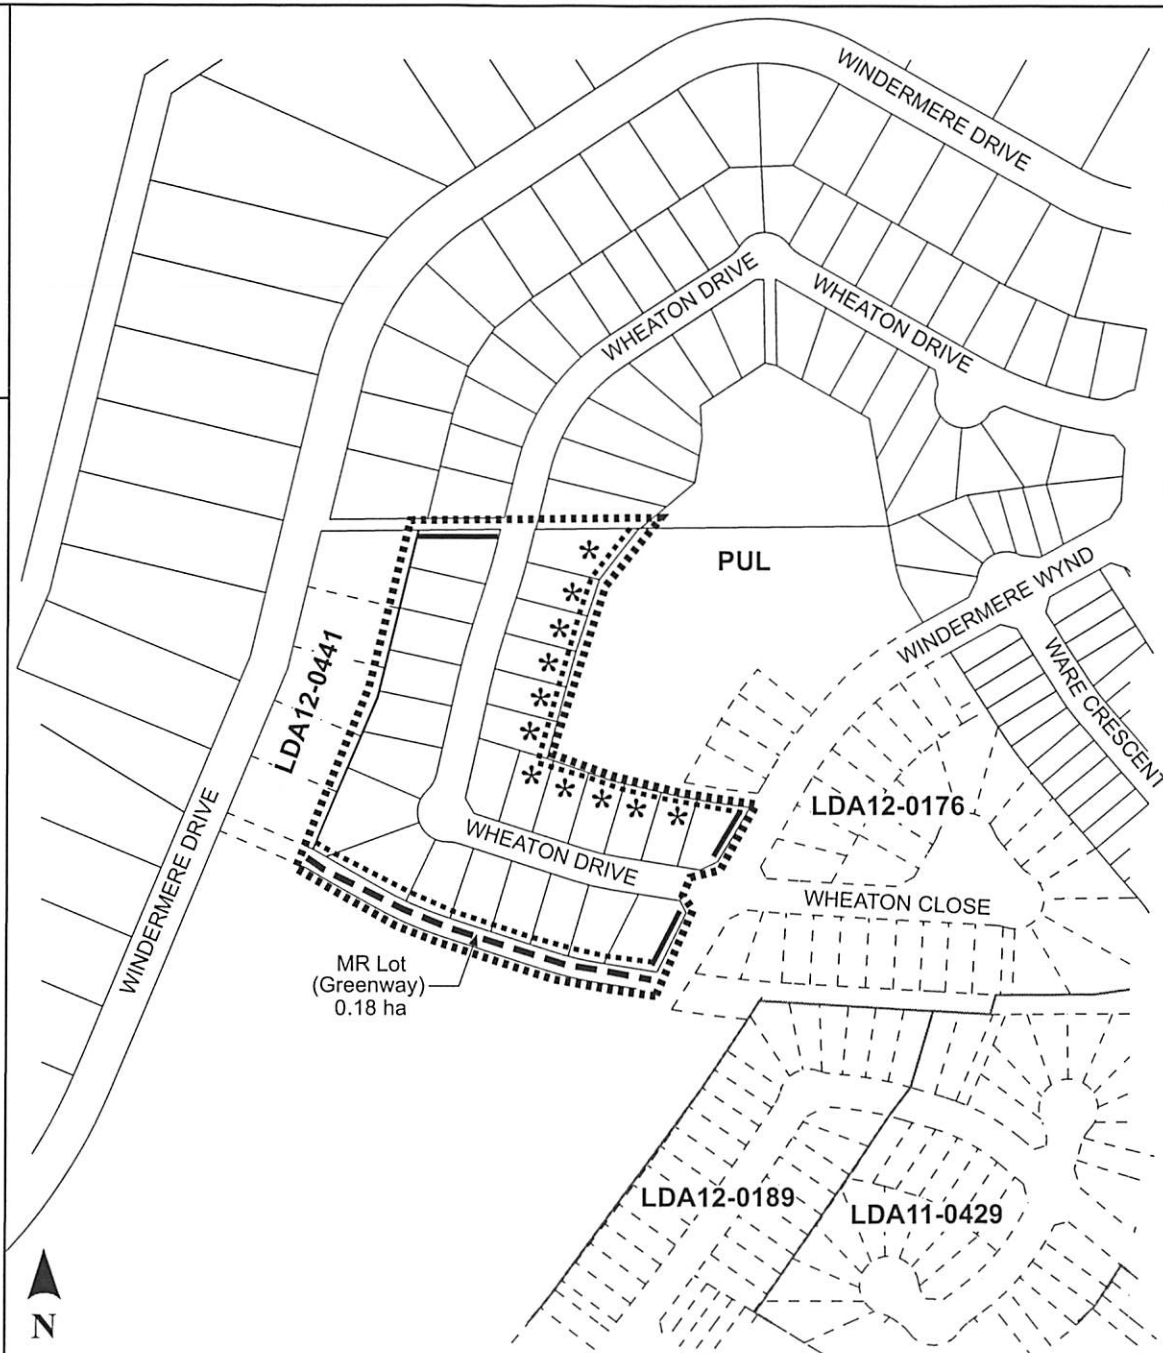 WINDERMERE DRIVE
WHEATON DRIVE
WHEATON DRIVE
PUL
WINDERMERE WYND
WARE CRESCENT
LDA12-0441
LDA12-0176
WHEATON DRIVE
WHEATON CLOSE
WINDERMERE DRIVE
MR Lot
(Greenway)
0.18 ha
LDA12-0189
LDA11-0429
N